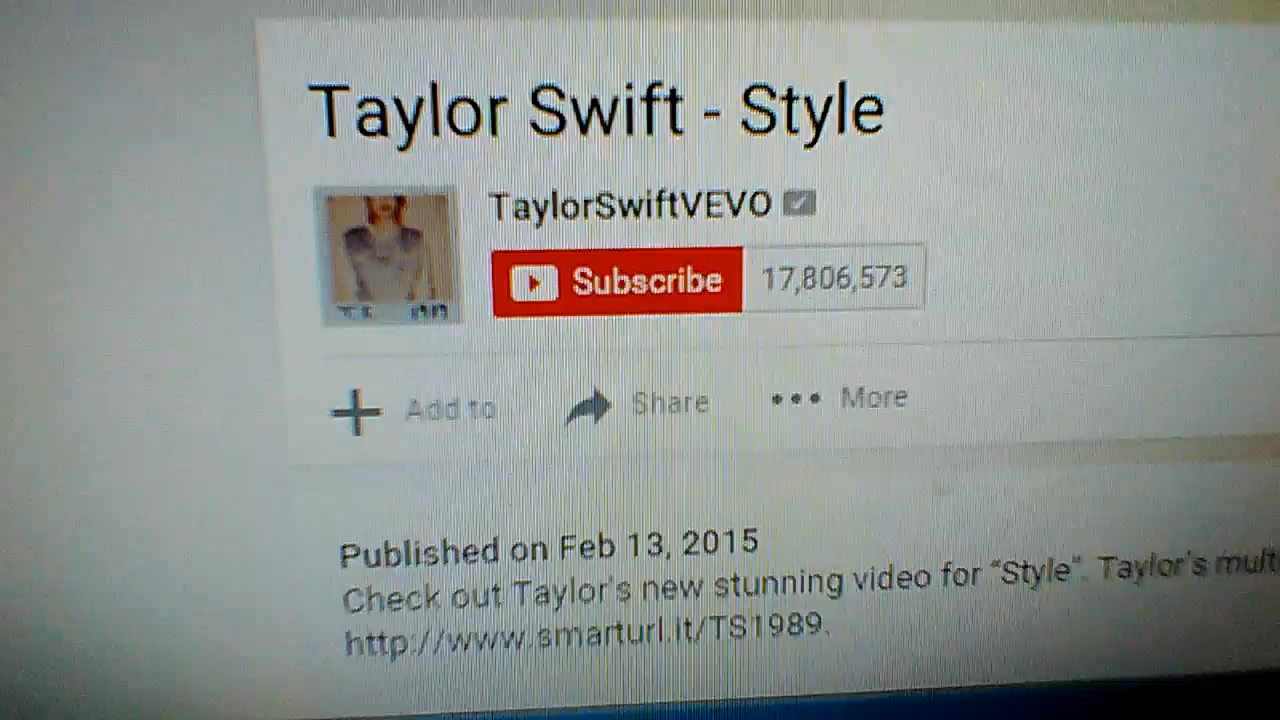 Taylor Swift - Style
TaylorSwiftVEVO
Subscribe 17,806,573
Add to Share More
Published on Feb 13, 2015
Check out Taylor's new stunning video for “Style”. Taylor's mult
http://www.smarturl.it/TS1989.